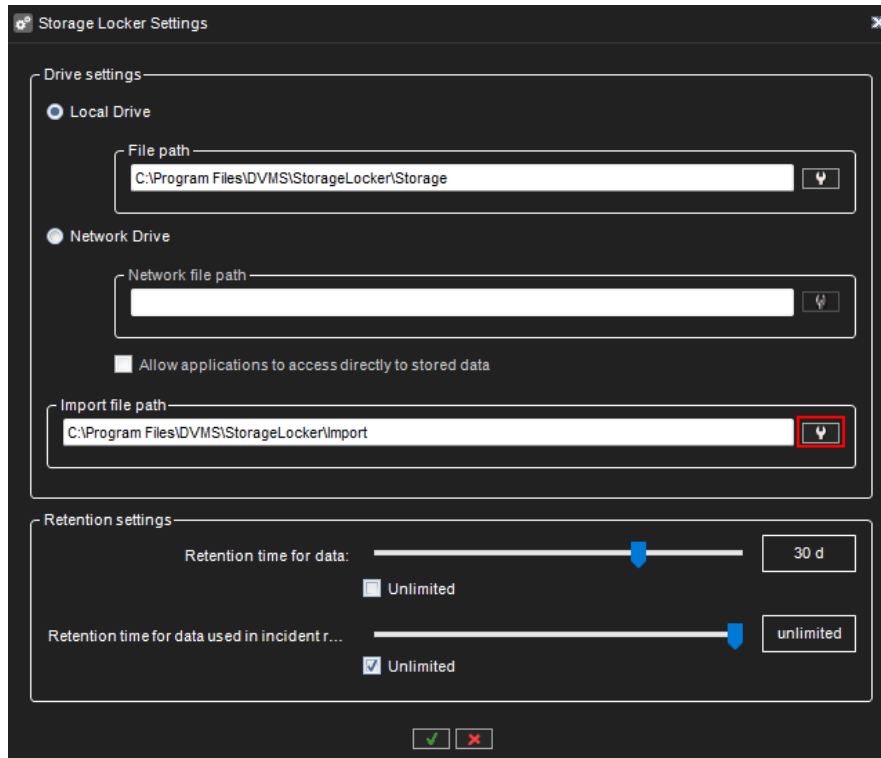 Storage Locker Settings
Drive settings
Local Drive
File path
C:\Program Files\DVMS\StorageLocker\Storage
Network Drive
Network file path
Allow applications to access directly to stored data
Import file path
C:\Program Files\DVMS\StorageLocker\Import
Retention settings
Retention time for data:
30 d
Unlimited
Retention time for data used in incident r...
unlimited
Unlimited